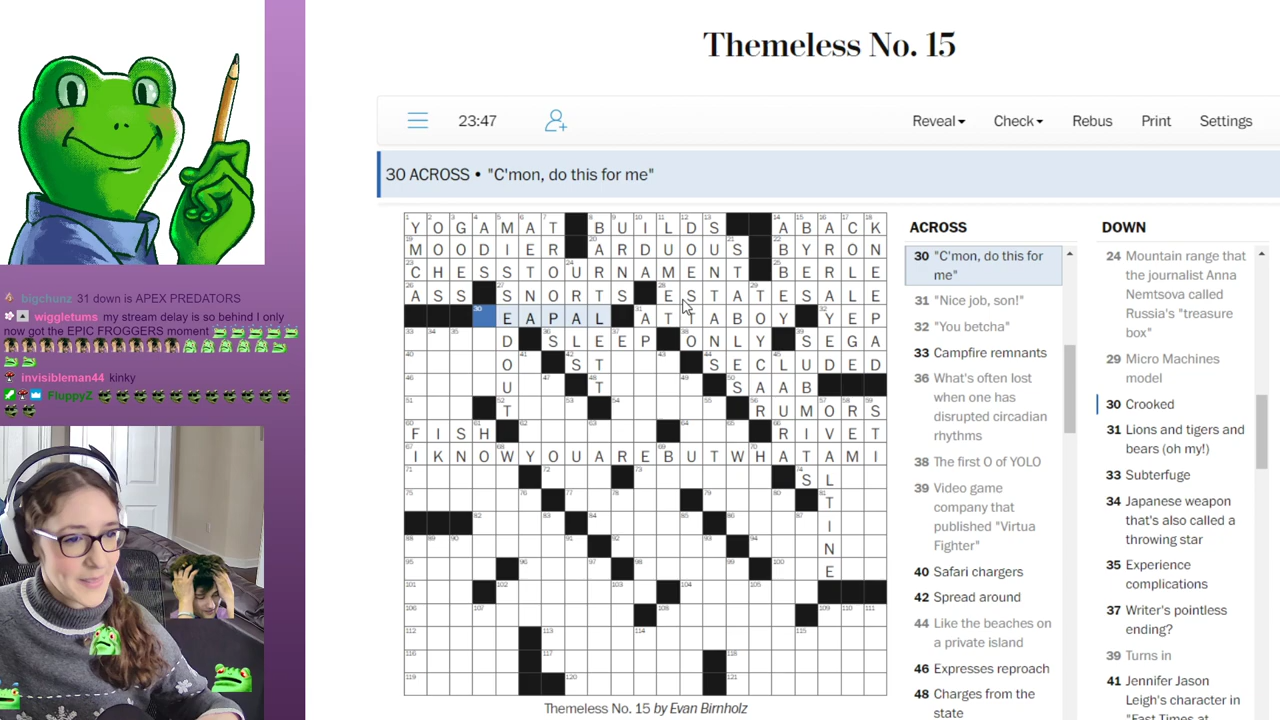 Themeless No. 15
23:47
Reveal
Check
Rebus
Print
Settings
30 ACROSS • "C'mon, do this for me"
bigchunz 31 down is APEX PREDATORS
wiggletums: my stream delay is so behind I only
now got the EPIC FROGGERS moment
invisibleman44 kinky
FluppyZ
YOGAMAT BUILDS ABACK
MOODIER ARDUOUS BYRON
CHESSTOURNAMENT BERLE
ASS SNORTS ESTATESALE
EAPAL ATTABOY YEP
D SLEEP ONLY SEGA
O ST SECLUDED
U T SAAB
T RUMORS
FISH RIVET
IKNOWYOUAREBUTWHATAMI
S L
T
I
N
E
Themeless No. 15 by Evan Birnholz
ACROSS
30 "C'mon, do this for
me"
31 "Nice job, son!"
32 "You betcha"
33 Campfire remnants
36 What's often lost
when one has
disrupted circadian
rhythms
38 The first O of YOLO
39 Video game
company that
published "Virtua
Fighter"
40 Safari chargers
42 Spread around
44 Like the beaches on
a private island
46 Expresses reproach
48 Charges from the
state
DOWN
24 Mountain range that
the journalist Anna
Nemtsova called
Russia's "treasure
box"
29 Micro Machines
model
30 Crooked
31 Lions and tigers and
bears (oh my!)
33 Subterfuge
34 Japanese weapon
that's also called a
throwing star
35 Experience
complications
37 Writer's pointless
ending?
39 Turns in
41 Jennifer Jason
Leigh's character in
"Fast Times at